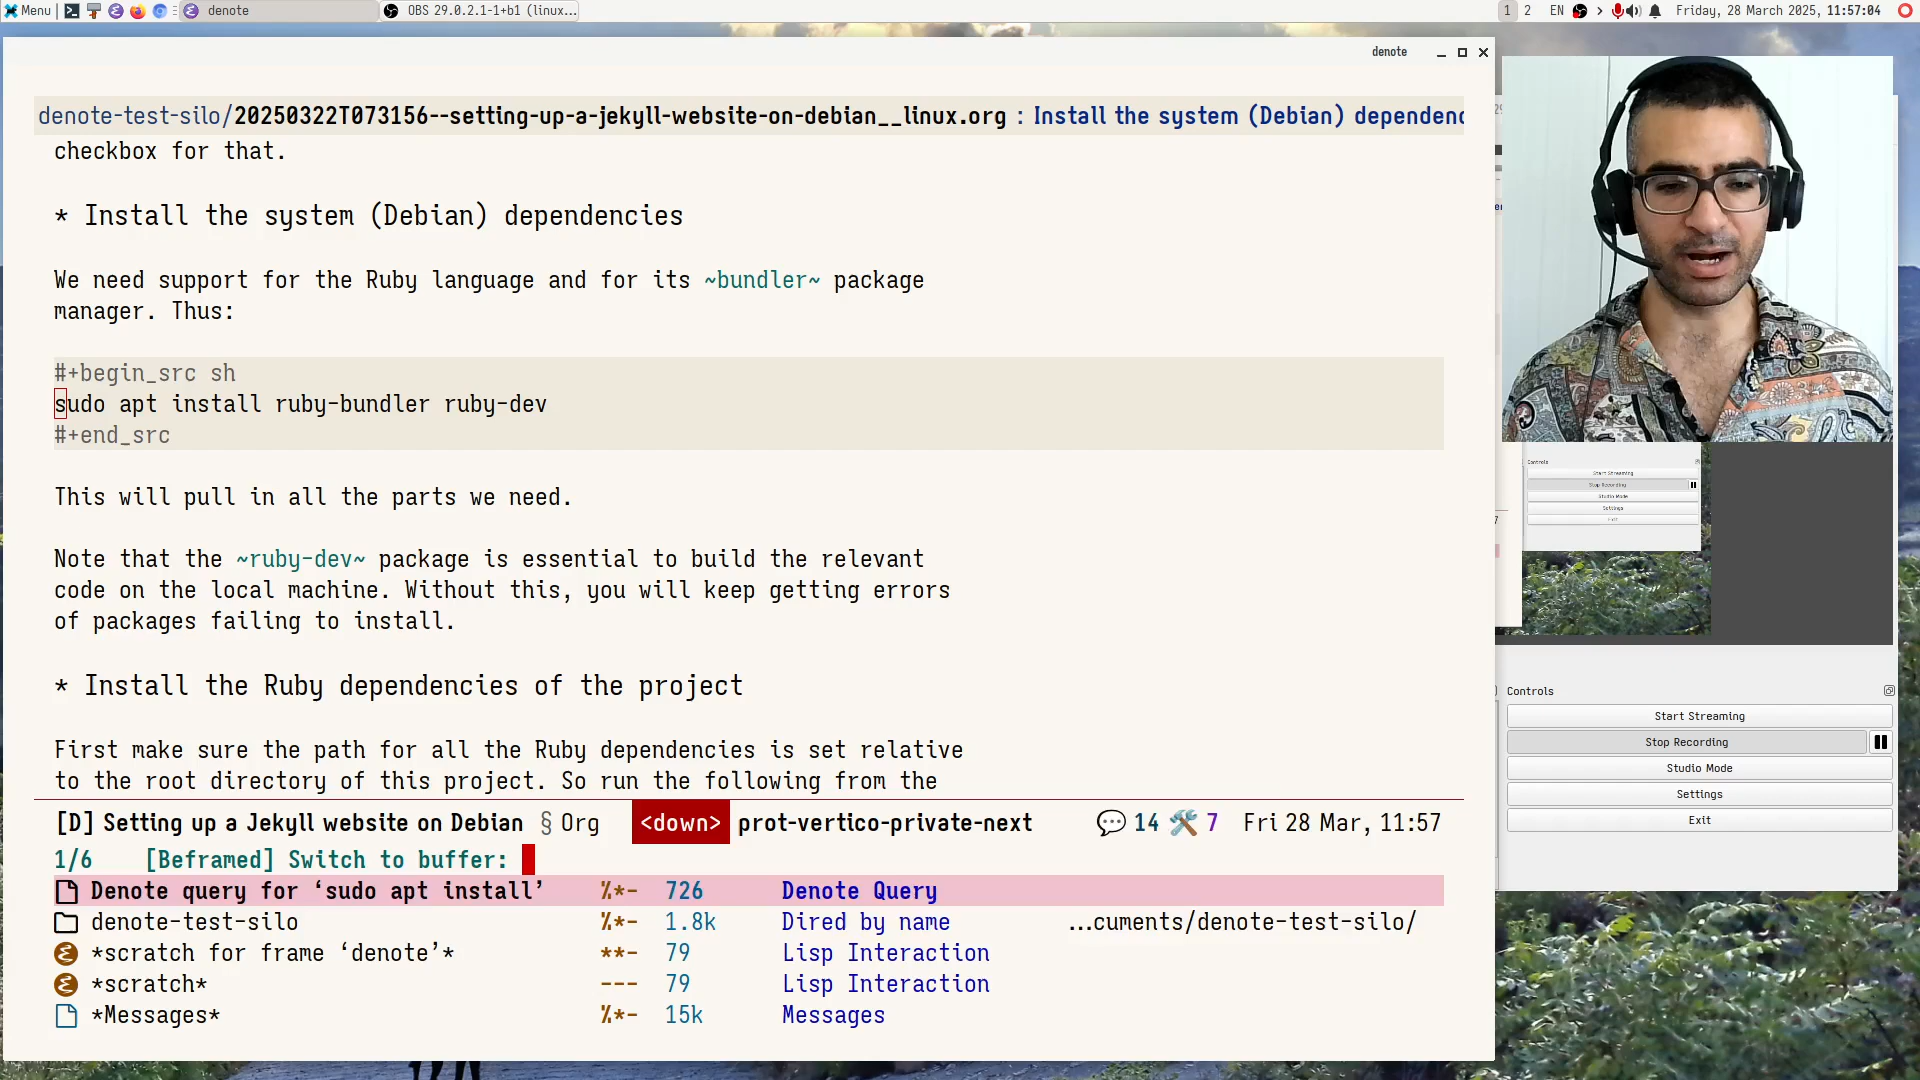 Menu
denote
OBS 29.0.2.1-1+b1 (linux...
1 2 EN
Friday, 28 March 2025, 11:57:04
denote
denote-test-silo/20250322T073156--setting-up-a-jekyll-website-on-debian__linux.org : Install the system (Debian) dependenc
checkbox for that.
* Install the system (Debian) dependencies
We need support for the Ruby language and for its ~bundler~ package
manager. Thus:
#+begin_src sh
sudo apt install ruby-bundler ruby-dev
#+end_src
This will pull in all the parts we need.
Note that the ~ruby-dev~ package is essential to build the relevant
code on the local machine. Without this, you will keep getting errors
of packages failing to install.
* Install the Ruby dependencies of the project
First make sure the path for all the Ruby dependencies is set relative
to the root directory of this project. So run the following from the
[D] Setting up a Jekyll website on Debian § Org <down> prot-vertico-private-next 14 7 Fri 28 Mar, 11:57
1/6 [Beframed] Switch to buffer:
Denote query for ‘sudo apt install’ %*- 726 Denote Query
denote-test-silo %*- 1.8k Dired by name …cuments/denote-test-silo/
*scratch for frame ‘denote’* **- 79 Lisp Interaction
*scratch* --- 79 Lisp Interaction
*Messages* %*- 15k Messages
Controls
Start Streaming
Stop Recording
Studio Mode
Settings
Exit
Controls
Start Streaming
Stop Recording
Studio Mode
Settings
Exit